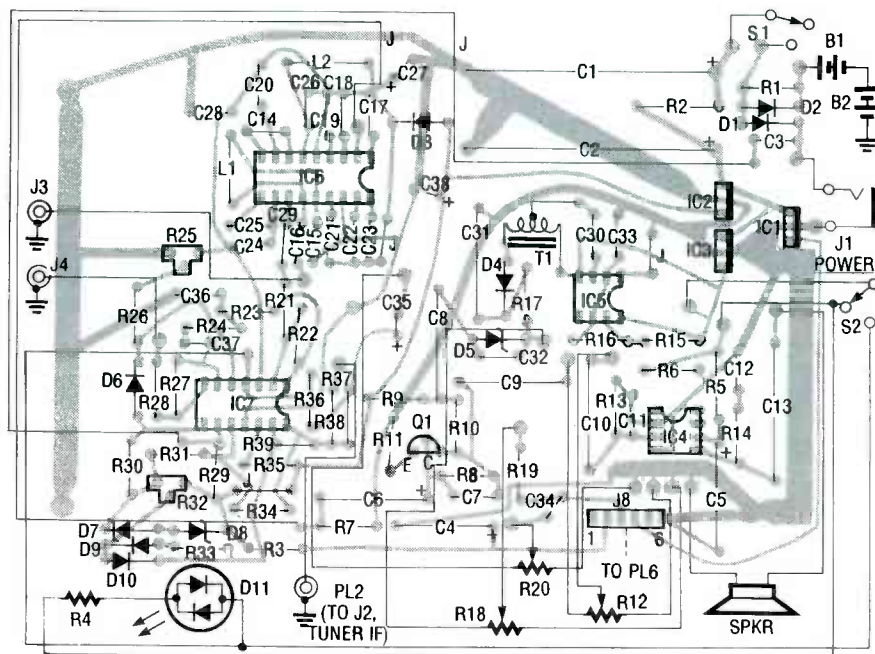 J
L2
J
S1
B1
C20
C26
C18
C27
C1
R1
B2
C28
C14
C19
C17
R2
D2
D1
D3
C3
C2
L1
IC6
C38
J3
C25
C29
C31
IC2
IC1
C24
C16
C15
C21
C22
C23
J
T1
C30
C33
R25
IC3
J1
J4
D4
J
POWER
C36
R21
C35
C8
R17
IC5
S2
R26
R23
R22
R24
C37
D5
C32
R16
R15
D6
R27
R28
IC7
R36
R37
R9
C9
R6
R5
C12
R38
Q1
R10
R13
C13
R11
C10
C11
IC4
R14
R31
R39
E
C
R30
R29
R35
R8
R19
R32
J
C6
C7
C34
J8
C5
R34
D7
D8
R7
C4
1
6
D9
R33
R3
D10
R20
TO PL6
D11
PL2
(TO J2,
TUNER IF)
R4
R18
R12
SPKR